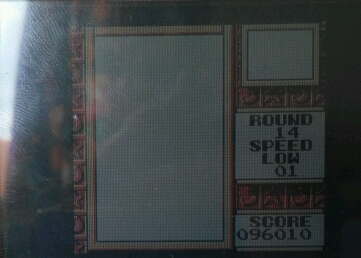 ROUND
14
SPEED
LOW
01
SCORE
096010